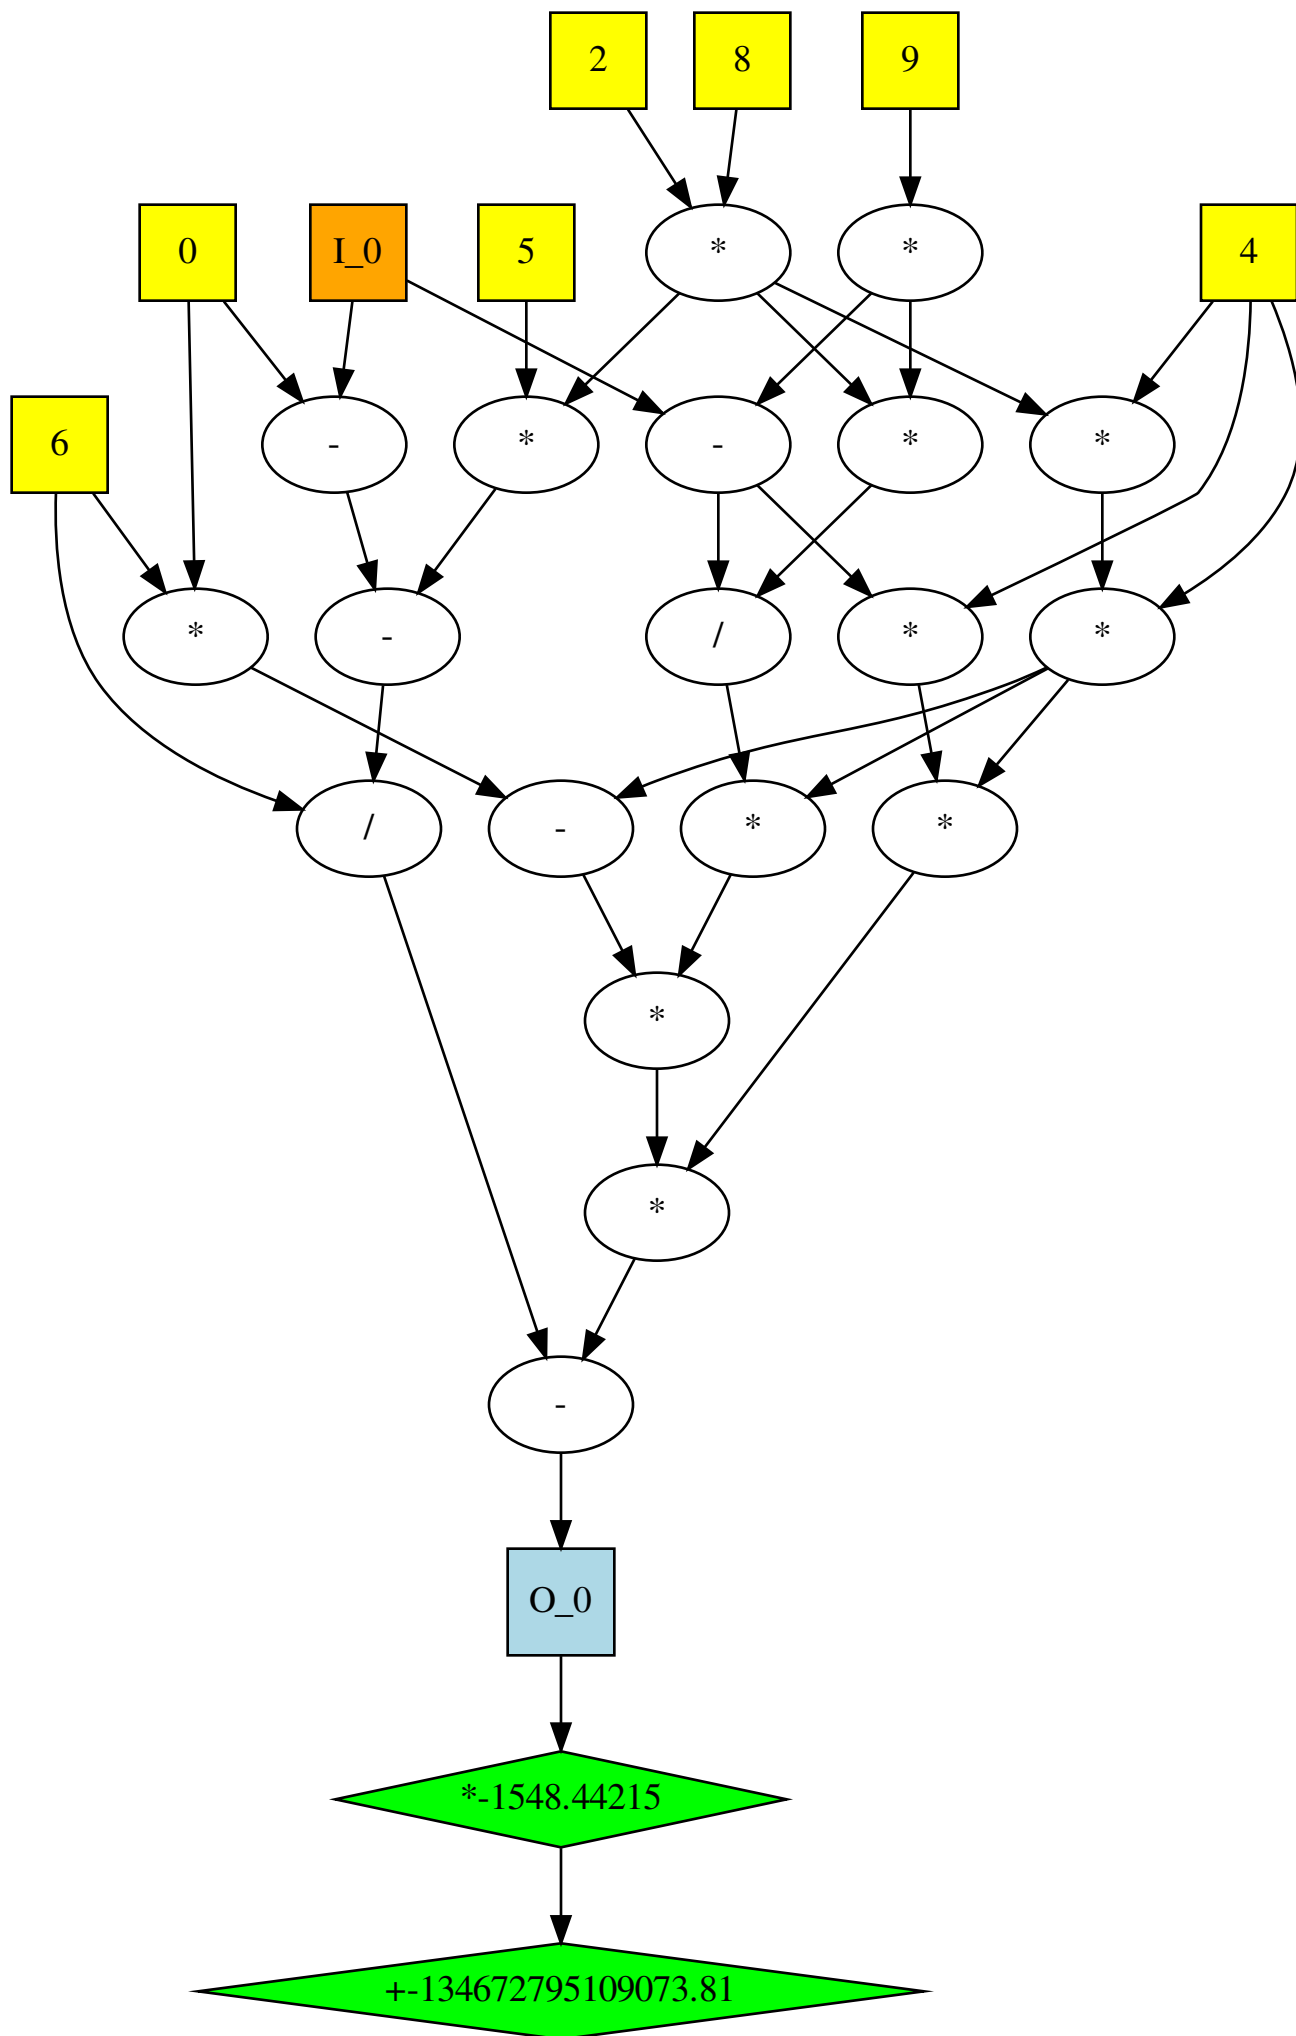 2 8 9
0 I_0 5 * * 4
6 - * - * *
* - / * *
/ - * *
*
*
-
O_0
*-1548.44215
+-134672795109073.81